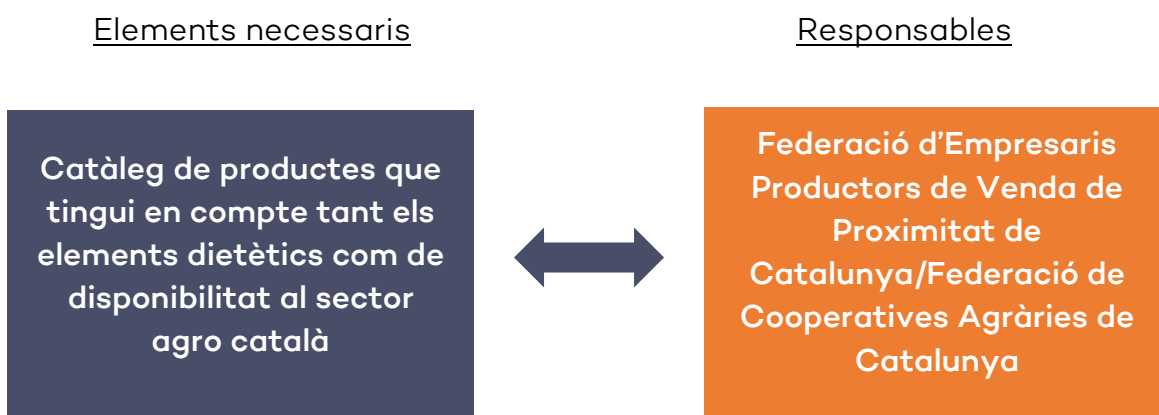 Elements necessaris
Responsables
Catàleg de productes que
tingui en compte tant els
elements dietètics com de
disponibilitat al sector
agro català
Federació d’Empresaris
Productors de Venda de
Proximitat de
Catalunya/Federació de
Cooperatives Agràries de
Catalunya